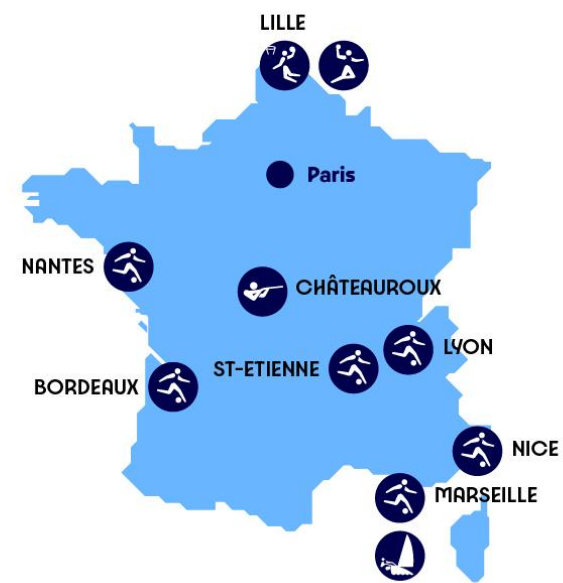 LILLE
Paris
NANTES
CHÂTEAUROUX
LYON
ST-ETIENNE
BORDEAUX
NICE
MARSEILLE